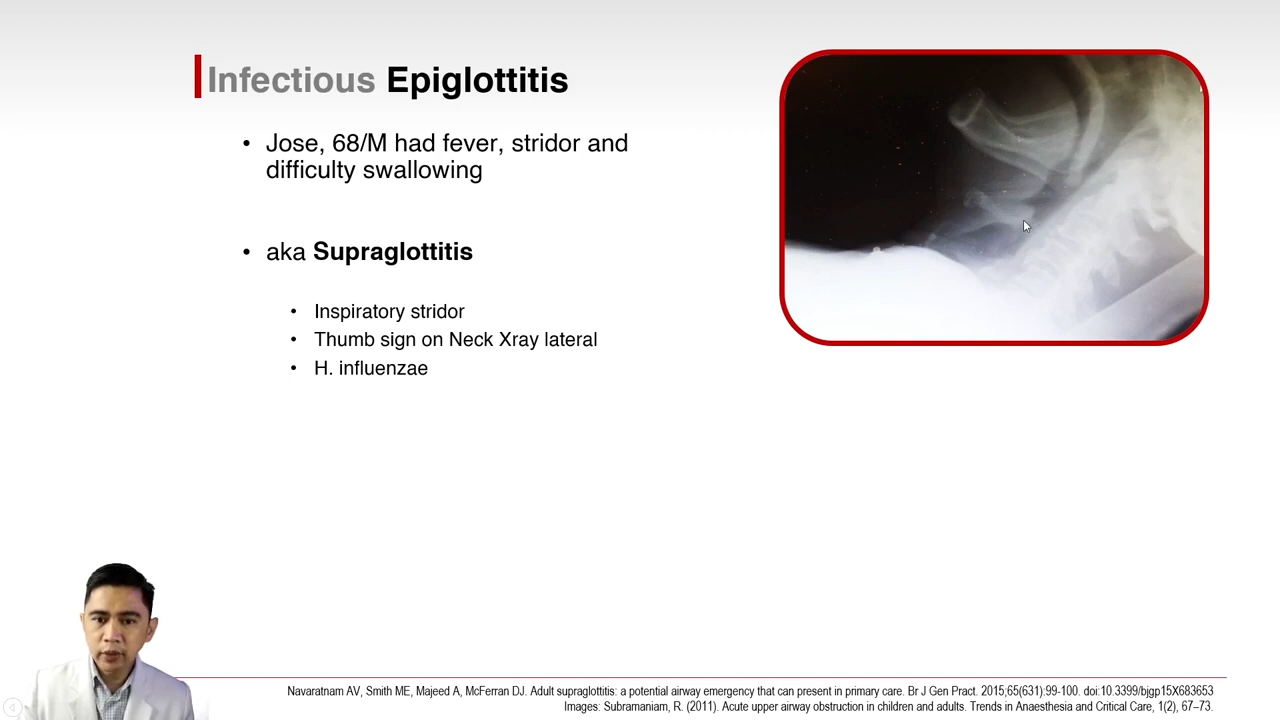 Infectious Epiglottitis
• Jose, 68/M had fever, stridor and
difficulty swallowing
• aka Supraglottitis
• Inspiratory stridor
• Thumb sign on Neck Xray lateral
• H. influenzae
Navaratnam AV, Smith ME, Majeed A, McFerran DJ. Adult supraglottitis: a potential airway emergency that can present in primary care. Br J Gen Pract. 2015;65(631):99-100. doi:10.3399/bjgp15X683653
Images: Subramaniam, R. (2011). Acute upper airway obstruction in children and adults. Trends in Anaesthesia and Critical Care, 1(2), 67–73.